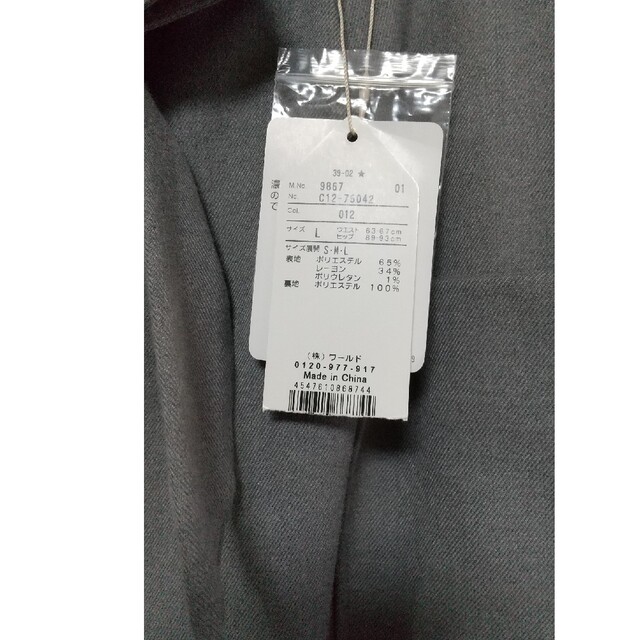 39-02 ★
M.No. 9867 01
No. C12-75042
Col. 012
サイズ L ウエスト 63-67cm
ヒップ 89-93cm
サイズ展開 S・M・L
表地 ポリエステル 65%
レーヨン 34%
ポリウレタン 1%
裏地 ポリエステル 100%
(株)ワールド
0120-977-917
Made in China
4547610868744
ので